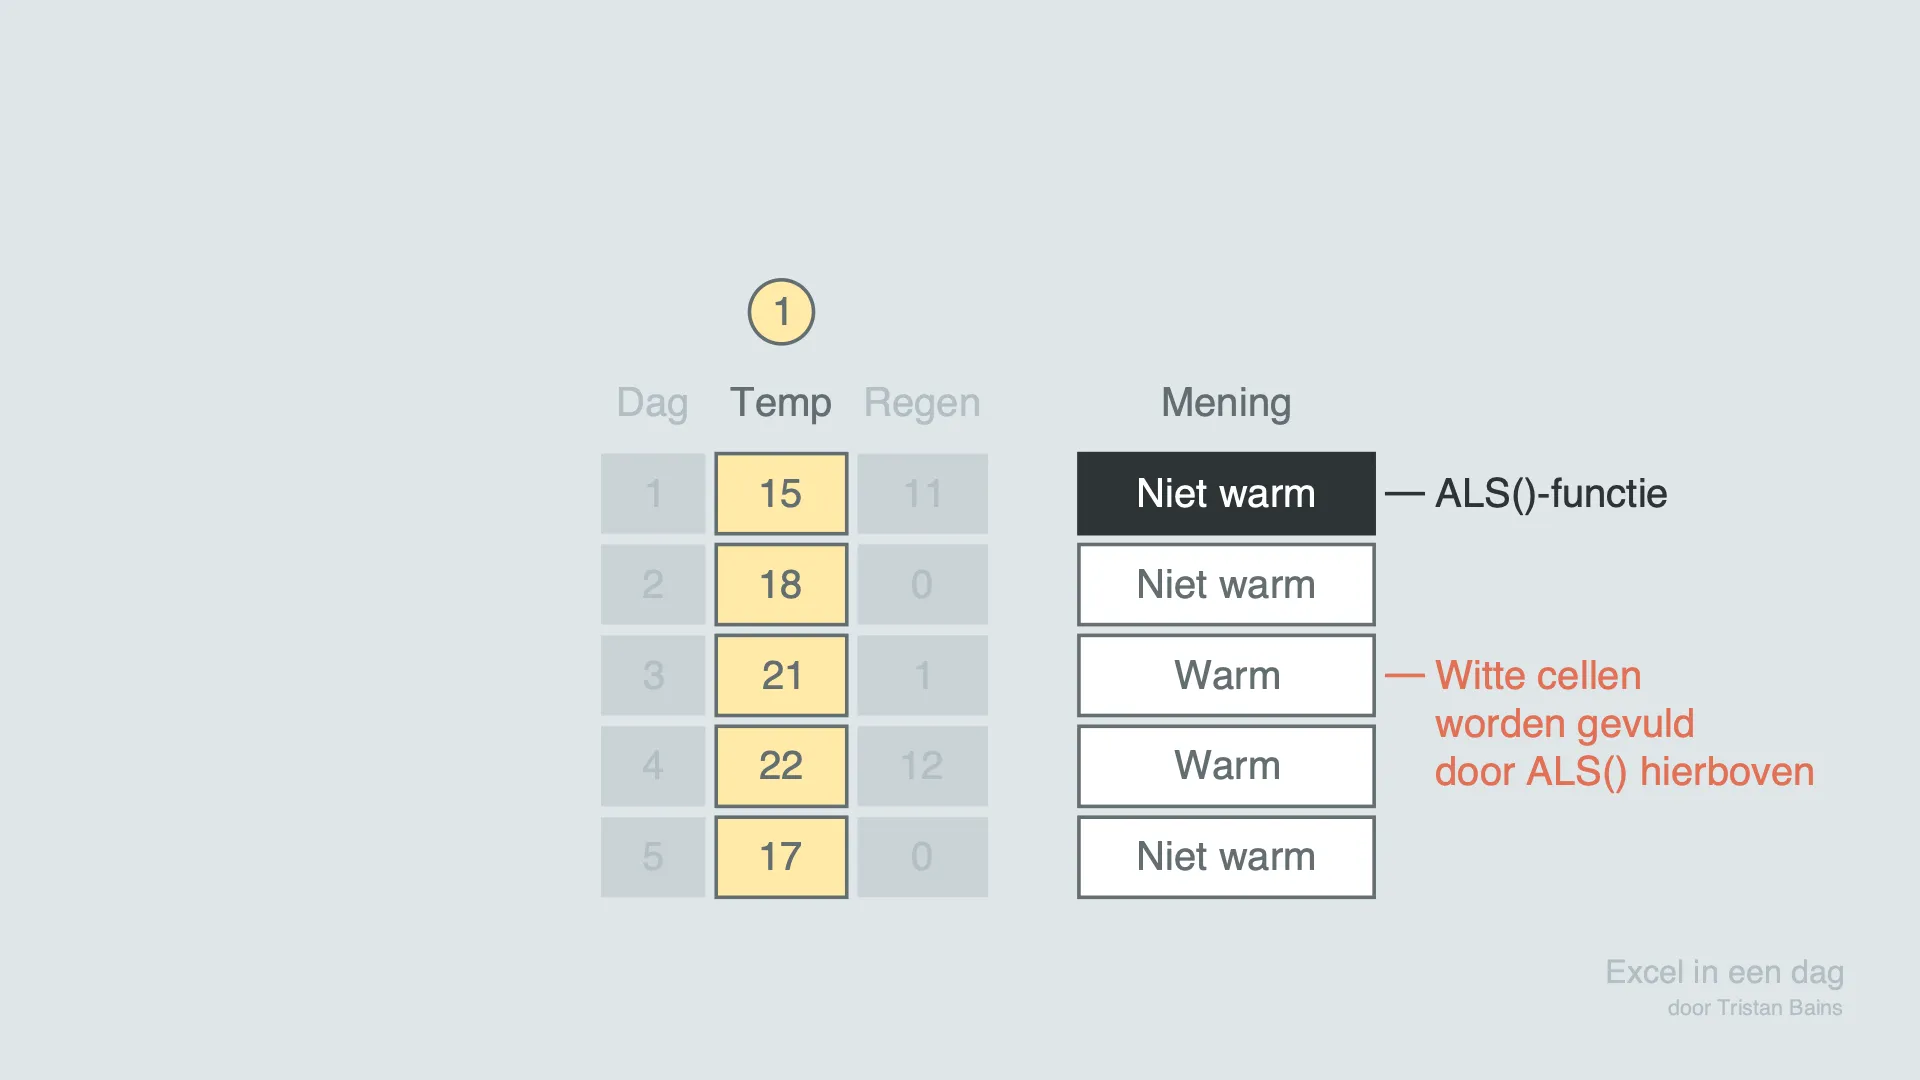 1
Dag Temp Regen Mening
1 15 11 Niet warm ALS()-functie
2 18 0 Niet warm
3 21 1 Warm Witte cellen
worden gevuld
4 22 12 Warm door ALS() hierboven
5 17 0 Niet warm
Excel in een dag
door Tristan Bains